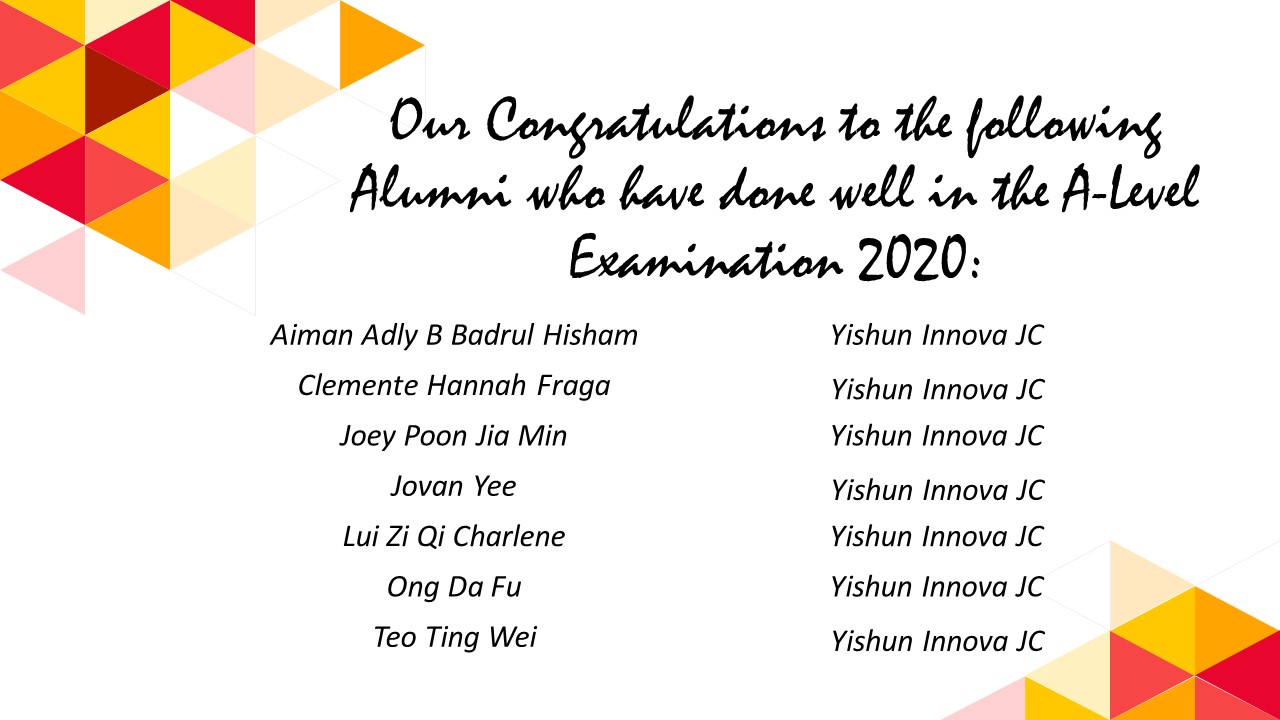 Our Congratulations to the following
Alumni who have done well in the A-Level
Examination 2020:
Aiman Adly B Badrul Hisham Yishun Innova JC
Clemente Hannah Fraga Yishun Innova JC
Joey Poon Jia Min Yishun Innova JC
Jovan Yee Yishun Innova JC
Lui Zi Qi Charlene Yishun Innova JC
Ong Da Fu Yishun Innova JC
Teo Ting Wei Yishun Innova JC